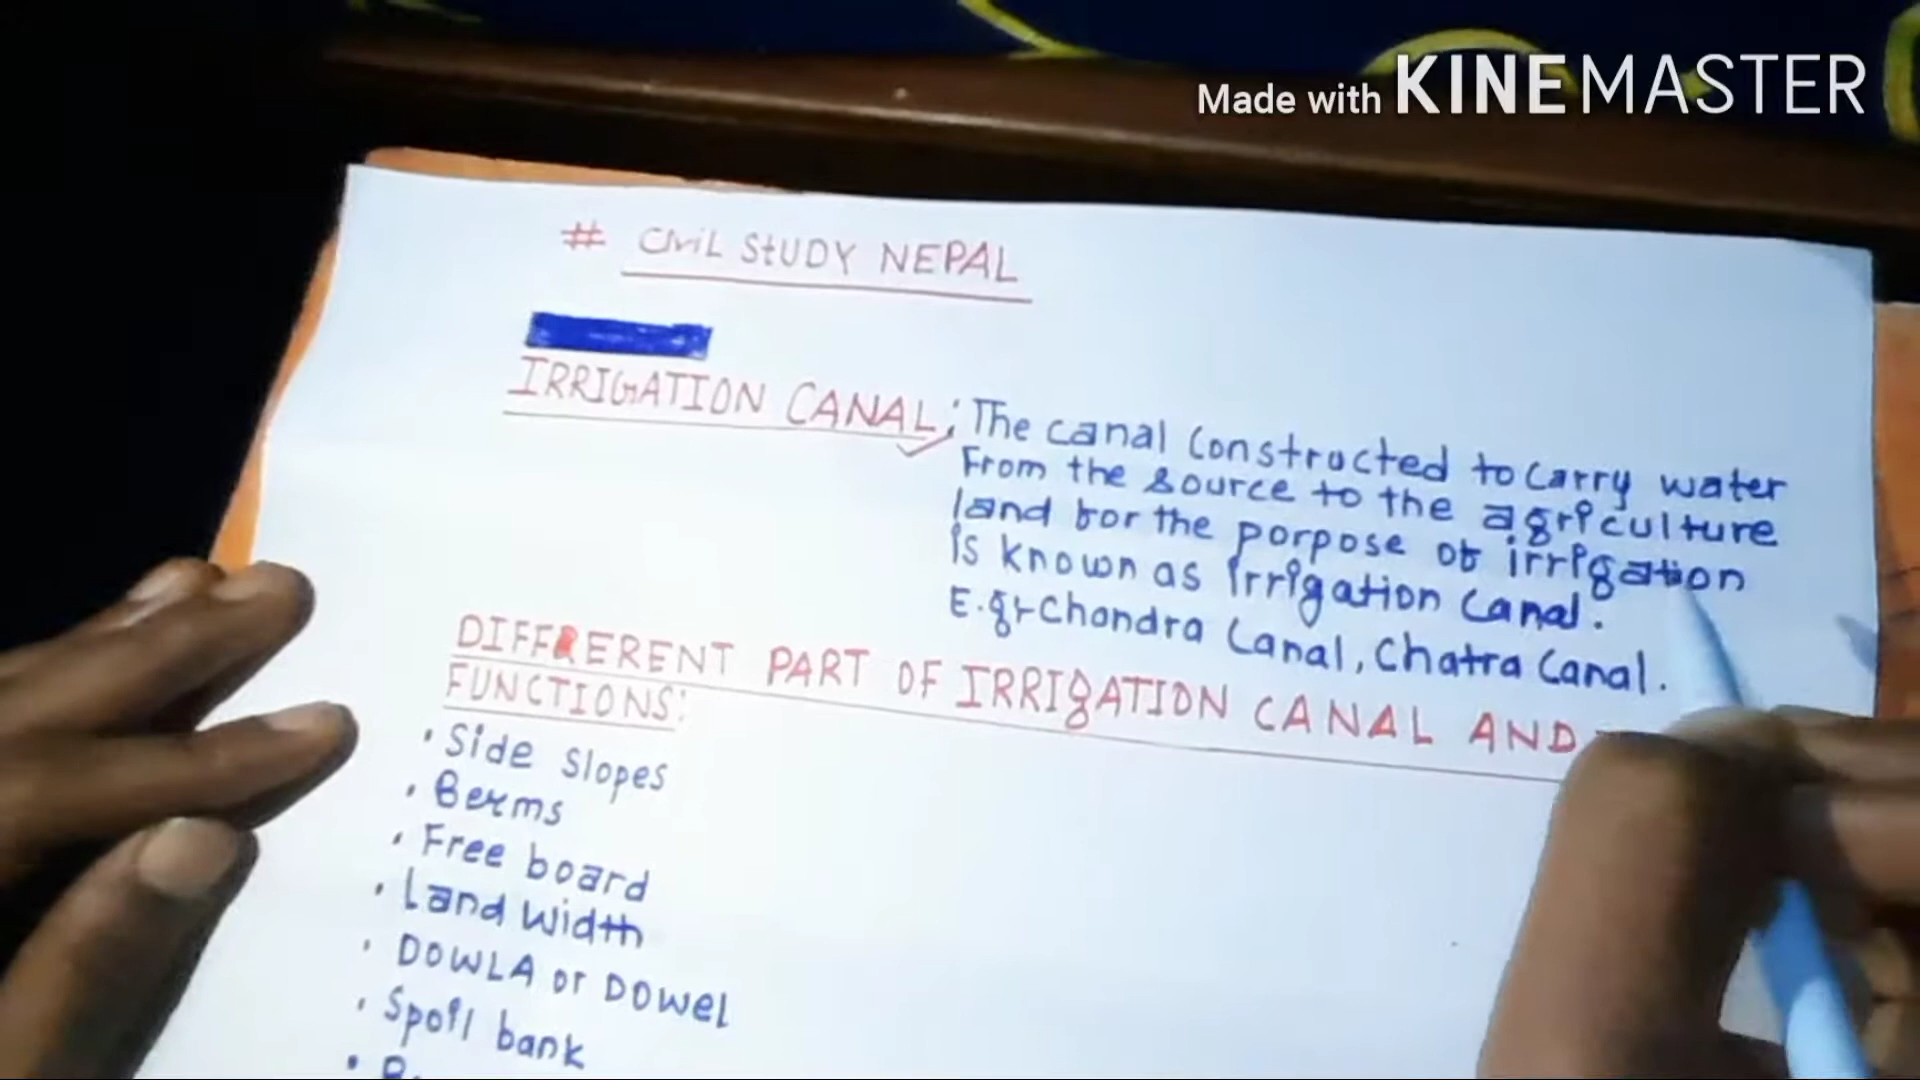 Made with KINEMASTER
# CIVIL StUDY NEPAL
IRRIGATION CANAL: The canal constructed to carry water
From the source to the agriculture
land for the porpose of irrigation
is known as irrigation canal.
E.g:- Chandra Canal, Chatra Canal.
DIFFERENT PART OF IRRIgATION CANAL AND
FUNCTIONS:
• Side slopes
• Berms
• Free board
• Land width
• DOWLA or DOWEL
• Spoil bank